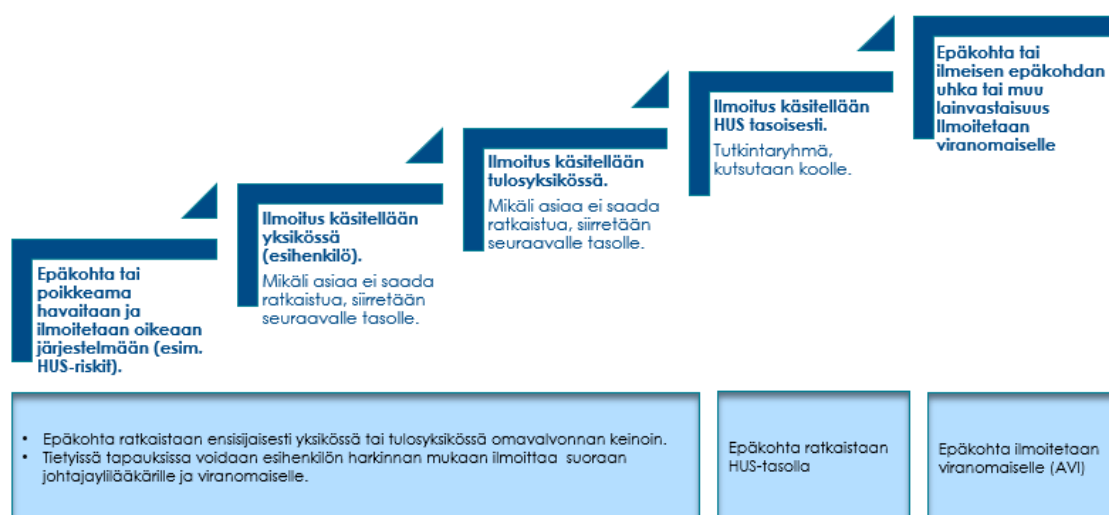 Epäkohta tai
poikkeama
havaitaan ja
ilmoitetaan oikeaan
järjestelmään (esim.
HUS-riskit).
Ilmoitus käsitellään
yksikössä
(esihenkilö).
Mikäli asiaa ei saada
ratkaistua, siirretään
seuraavalle tasolle.
Ilmoitus käsitellään
tulosyksikössä.
Mikäli asiaa ei saada
ratkaistua, siirretään
seuraavalle tasolle.
Ilmoitus käsitellään
HUS tasoisesti.
Tutkintaryhmä,
kutsutaan koolle.
Epäkohta tai
ilmeisen epäkohdan
uhka tai muu
lainvastaisuus
Ilmoitetaan
viranomaiselle
• Epäkohta ratkaistaan ensisijaisesti yksikössä tai tulosyksikössä omavalvonnan keinoin.
• Tietyissä tapauksissa voidaan esihenkilön harkinnan mukaan ilmoittaa suoraan
johtajaylilääkärille ja viranomaiselle.
Epäkohta ratkaistaan
HUS-tasolla
Epäkohta ilmoitetaan
viranomaiselle (AVI)